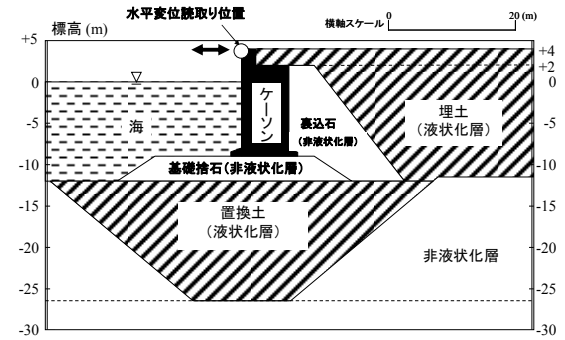 水平変位読取り位置
標高 (m)
横軸スケール
0
20 (m)
+5
0
-5
-10
-15
-20
-25
-30
+4
+2
0
-5
-10
-15
-20
-25
-30
海
ケーソン
裏込石
(非液状化層)
埋土
(液状化層)
基礎捨石(非液状化層)
置換土
(液状化層)
非液状化層